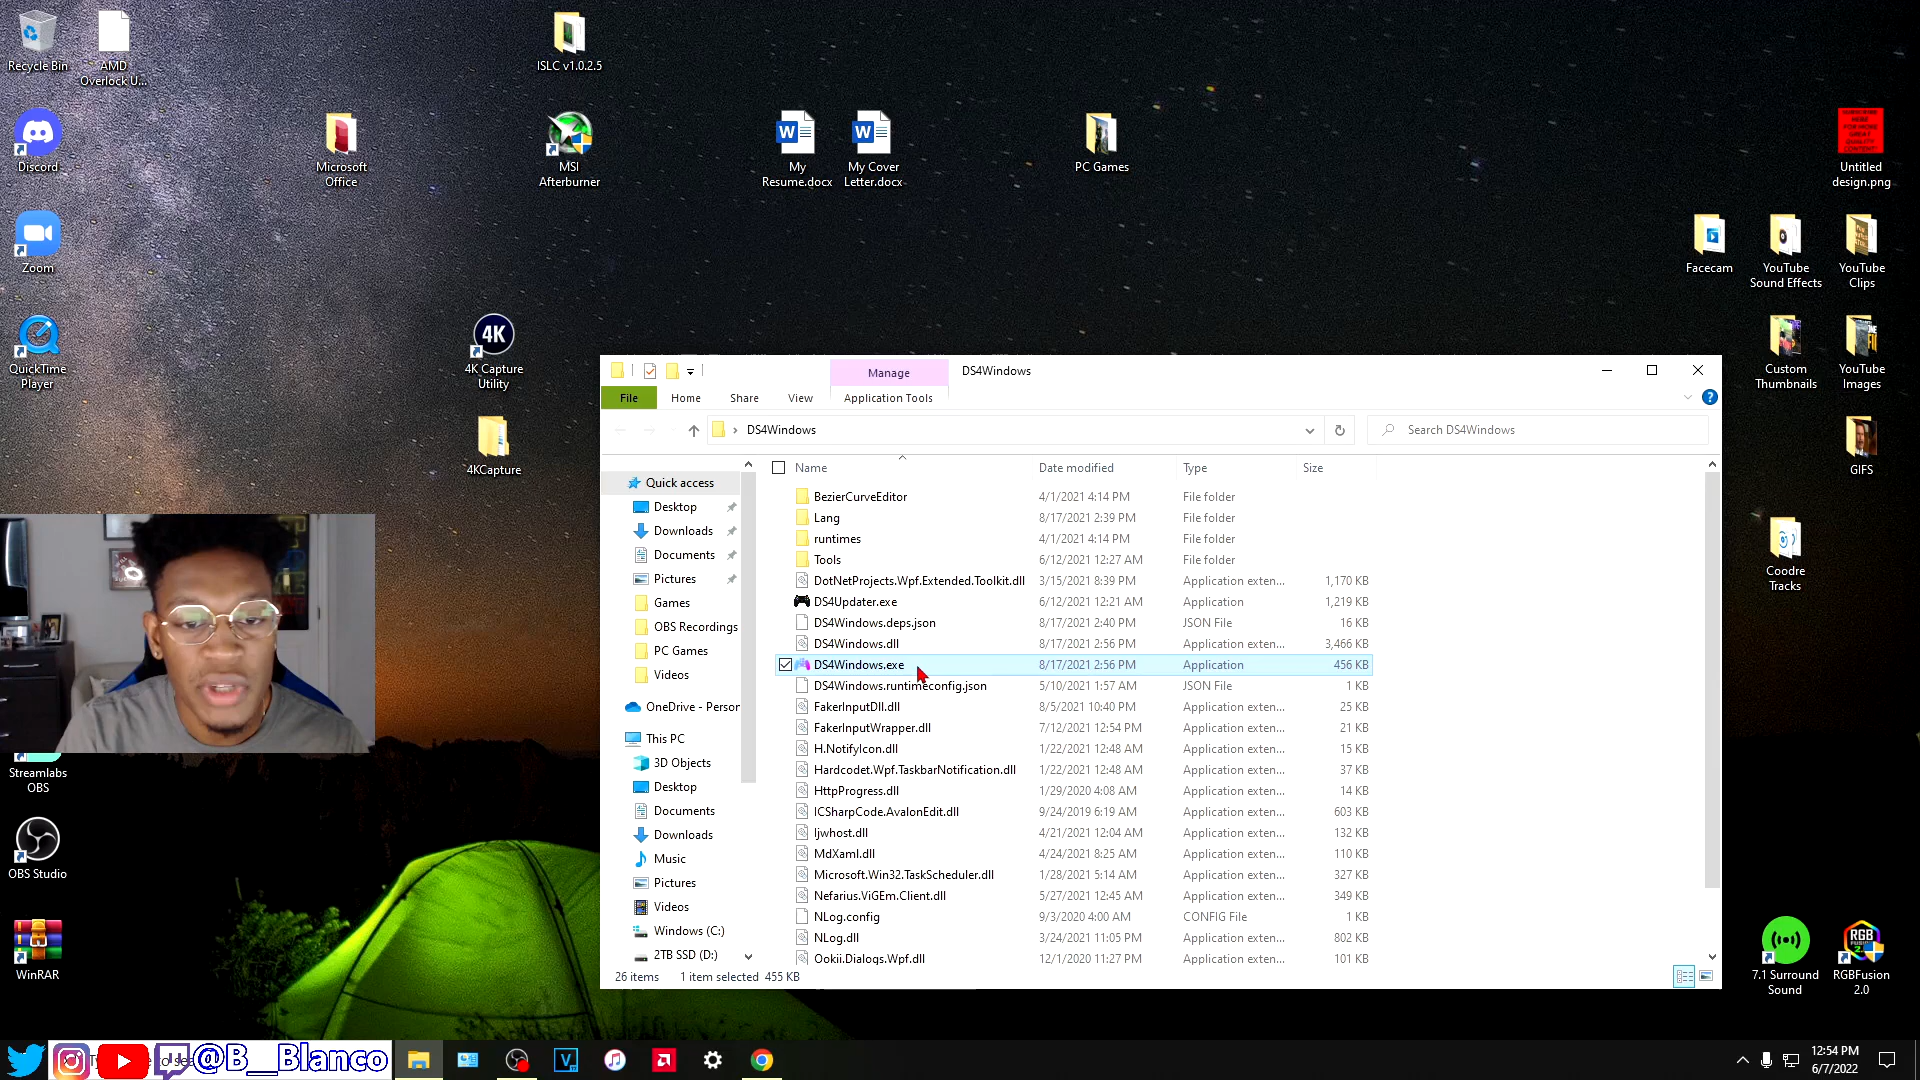 Recycle Bin
AMD
Overlock U...
ISLC v1.0.2.5
Discord
Microsoft
Office
MSI
Afterburner
My
Resume.docx
My Cover
Letter.docx
PC Games
Untitled
design.png
Zoom
Facecam
YouTube
Sound Effects
YouTube
Clips
QuickTime
Player
4K
4K Capture
Utility
Custom
Thumbnails
YouTube
Images
4KCapture
GIFS
Coodre
Tracks
Streamlabs
OBS
OBS Studio
WinRAR
7.1 Surround
Sound
RGBFusion
2.0
Manage
DS4Windows
File
Home
Share
View
Application Tools
DS4Windows
Search DS4Windows
Quick access
Desktop
Downloads
Documents
Pictures
Games
OBS Recordings
PC Games
Videos
OneDrive - Person
This PC
3D Objects
Desktop
Documents
Downloads
Music
Pictures
Videos
Windows (C:)
2TB SSD (D:)
Name Date modified Type Size
BezierCurveEditor 4/1/2021 4:14 PM File folder
Lang 8/17/2021 2:39 PM File folder
runtimes 4/1/2021 4:14 PM File folder
Tools 6/12/2021 12:27 AM File folder
DotNetProjects.Wpf.Extended.Toolkit.dll 3/15/2021 8:39 PM Application exten... 1,170 KB
DS4Updater.exe 6/12/2021 12:21 AM Application 1,219 KB
DS4Windows.deps.json 8/17/2021 2:40 PM JSON File 16 KB
DS4Windows.dll 8/17/2021 2:56 PM Application exten... 3,466 KB
DS4Windows.exe 8/17/2021 2:56 PM Application 456 KB
DS4Windows.runtimeconfig.json 5/10/2021 1:57 AM JSON File 1 KB
FakerInputDll.dll 8/5/2021 10:40 PM Application exten... 25 KB
FakerInputWrapper.dll 7/12/2021 12:54 PM Application exten... 21 KB
H.NotifyIcon.dll 1/22/2021 12:48 AM Application exten... 15 KB
Hardcodet.Wpf.TaskbarNotification.dll 1/22/2021 12:48 AM Application exten... 37 KB
HttpProgress.dll 1/29/2020 4:08 AM Application exten... 14 KB
ICSharpCode.AvalonEdit.dll 9/24/2019 6:19 AM Application exten... 603 KB
Ijwhost.dll 4/21/2021 12:04 AM Application exten... 132 KB
MdXaml.dll 4/24/2021 8:25 AM Application exten... 110 KB
Microsoft.Win32.TaskScheduler.dll 1/28/2021 5:14 AM Application exten... 327 KB
Nefarius.ViGEm.Client.dll 5/27/2021 12:45 AM Application exten... 349 KB
NLog.config 9/3/2020 4:00 AM CONFIG File 1 KB
NLog.dll 3/24/2021 11:05 PM Application exten... 802 KB
Ookii.Dialogs.Wpf.dll 12/1/2020 11:27 PM Application exten... 101 KB
26 items 1 item selected 455 KB
@B__Blanco
12:54 PM
6/7/2022